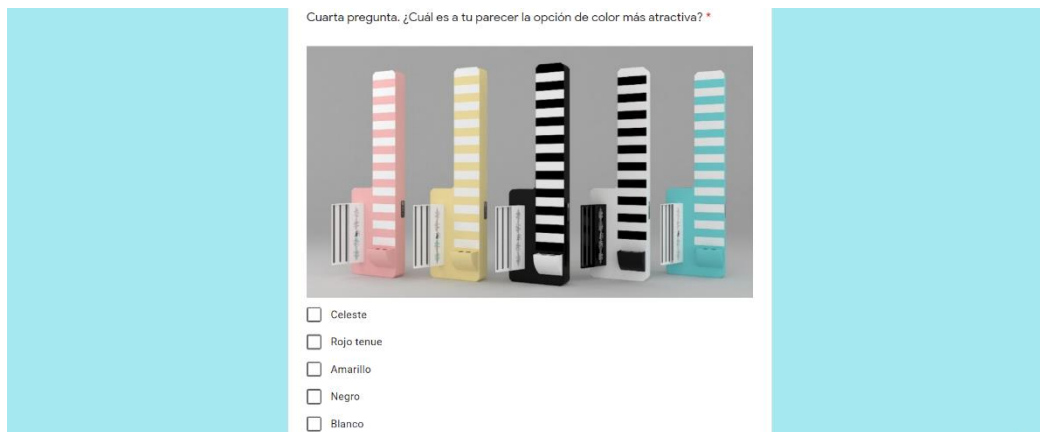 Cuarta pregunta. ¿Cuál es a tu parecer la opción de color más atractiva? *
Celeste
Rojo tenue
Amarillo
Negro
Blanco